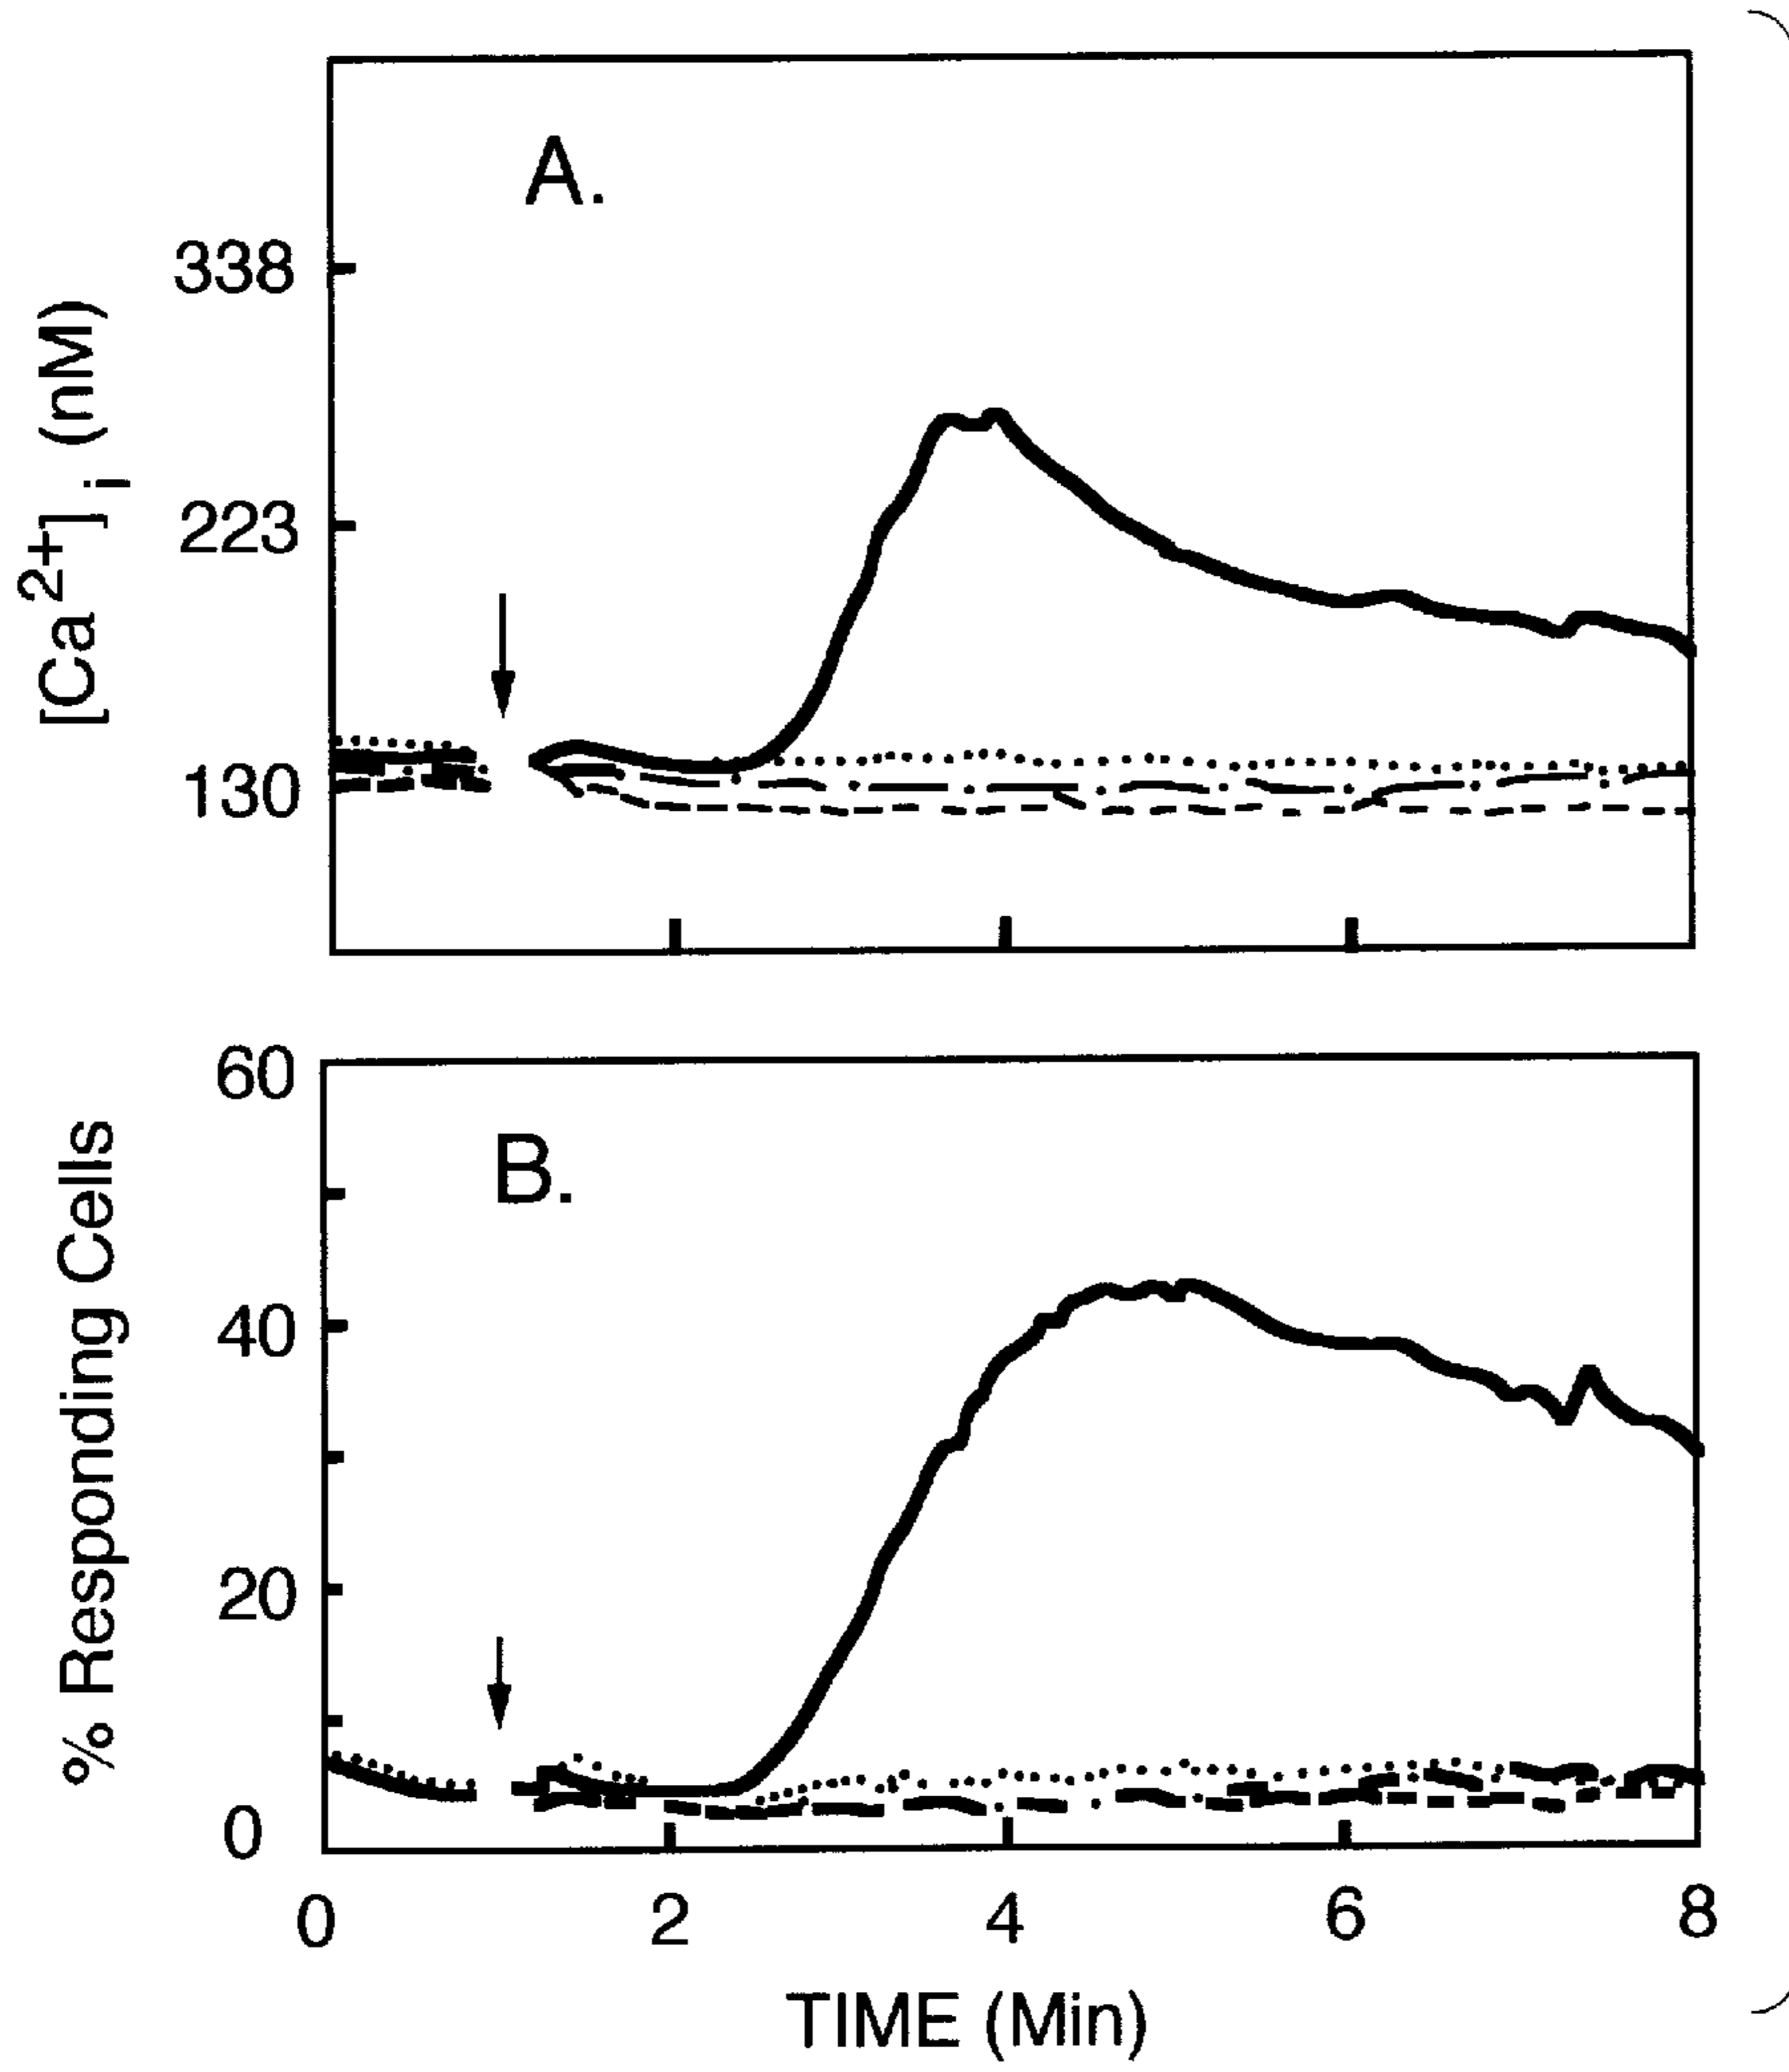 A.
338
223
130
[Ca2+]i (nM)
B.
60
40
20
0
% Responding Cells
0 2 4 6 8
TIME (Min)